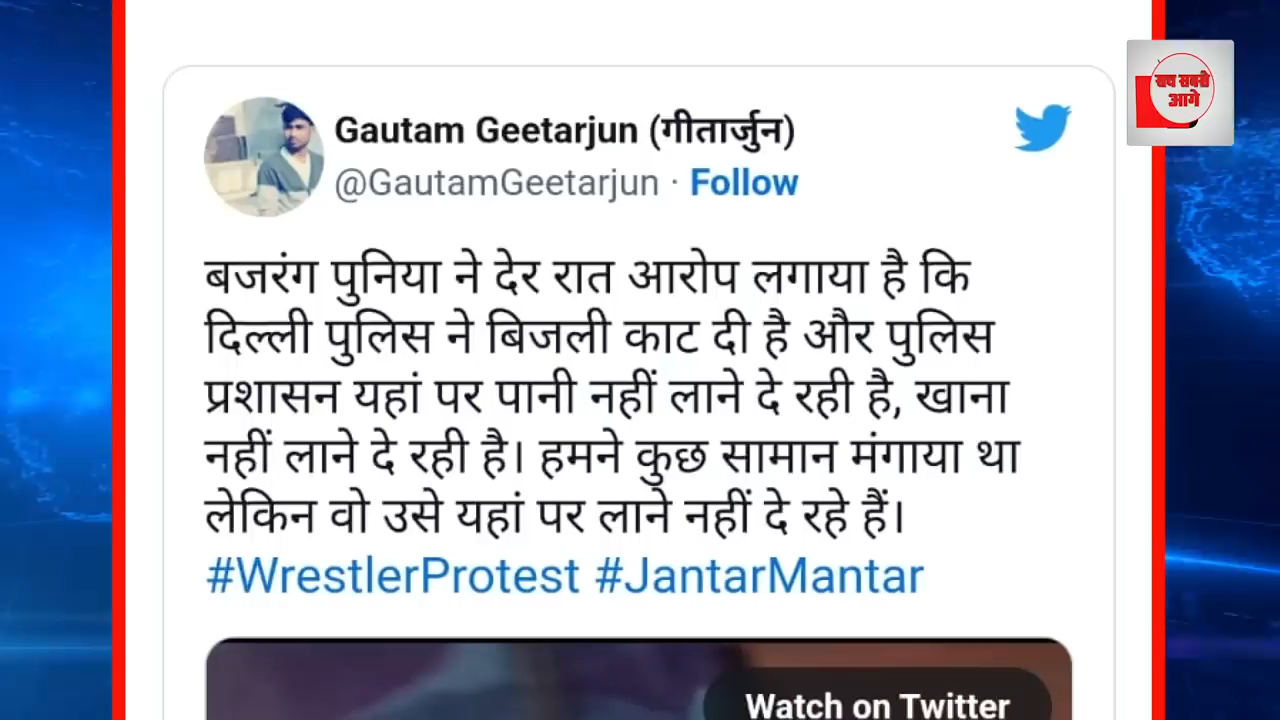 सच सबसे
आगे
Gautam Geetarjun (गीतार्जुन)
@GautamGeetarjun · Follow
बजरंग पुनिया ने देर रात आरोप लगाया है कि
दिल्ली पुलिस ने बिजली काट दी है और पुलिस
प्रशासन यहां पर पानी नहीं लाने दे रही है, खाना
नहीं लाने दे रही है। हमने कुछ सामान मंगाया था
लेकिन वो उसे यहां पर लाने नहीं दे रहे हैं।
#WrestlerProtest #JantarMantar
Watch on Twitter